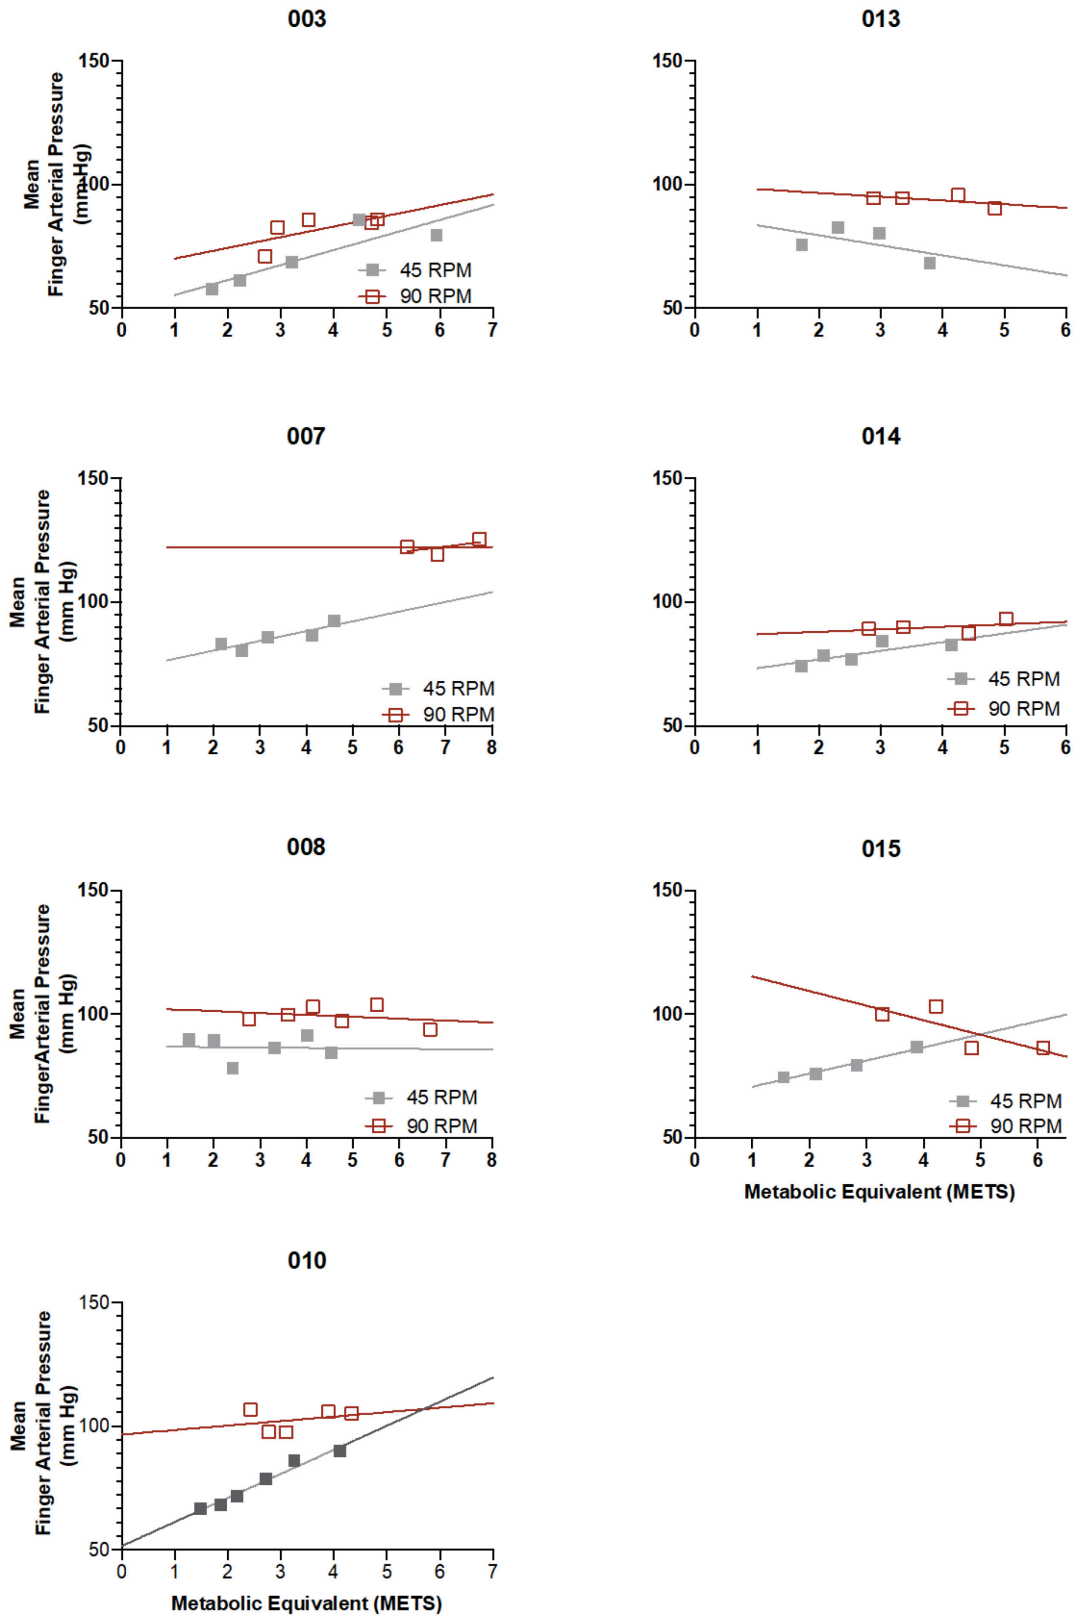 003
Mean
Finger Arterial Pressure
(mm Hg)
150
100
50
0 1 2 3 4 5 6 7
45 RPM
90 RPM
013
150
100
50
0 1 2 3 4 5 6
007
Mean
Finger Arterial Pressure
(mm Hg)
150
100
50
0 1 2 3 4 5 6 7 8
45 RPM
90 RPM
014
150
100
50
0 1 2 3 4 5 6
45 RPM
90 RPM
008
Mean
FingerArterial Pressure
(mm Hg)
150
100
50
0 1 2 3 4 5 6 7 8
45 RPM
90 RPM
015
150
100
50
0 1 2 3 4 5 6
45 RPM
90 RPM
Metabolic Equivalent (METS)
010
Mean
Finger Arterial Pressure
(mm Hg)
150
100
50
0 1 2 3 4 5 6 7
Metabolic Equivalent (METS)